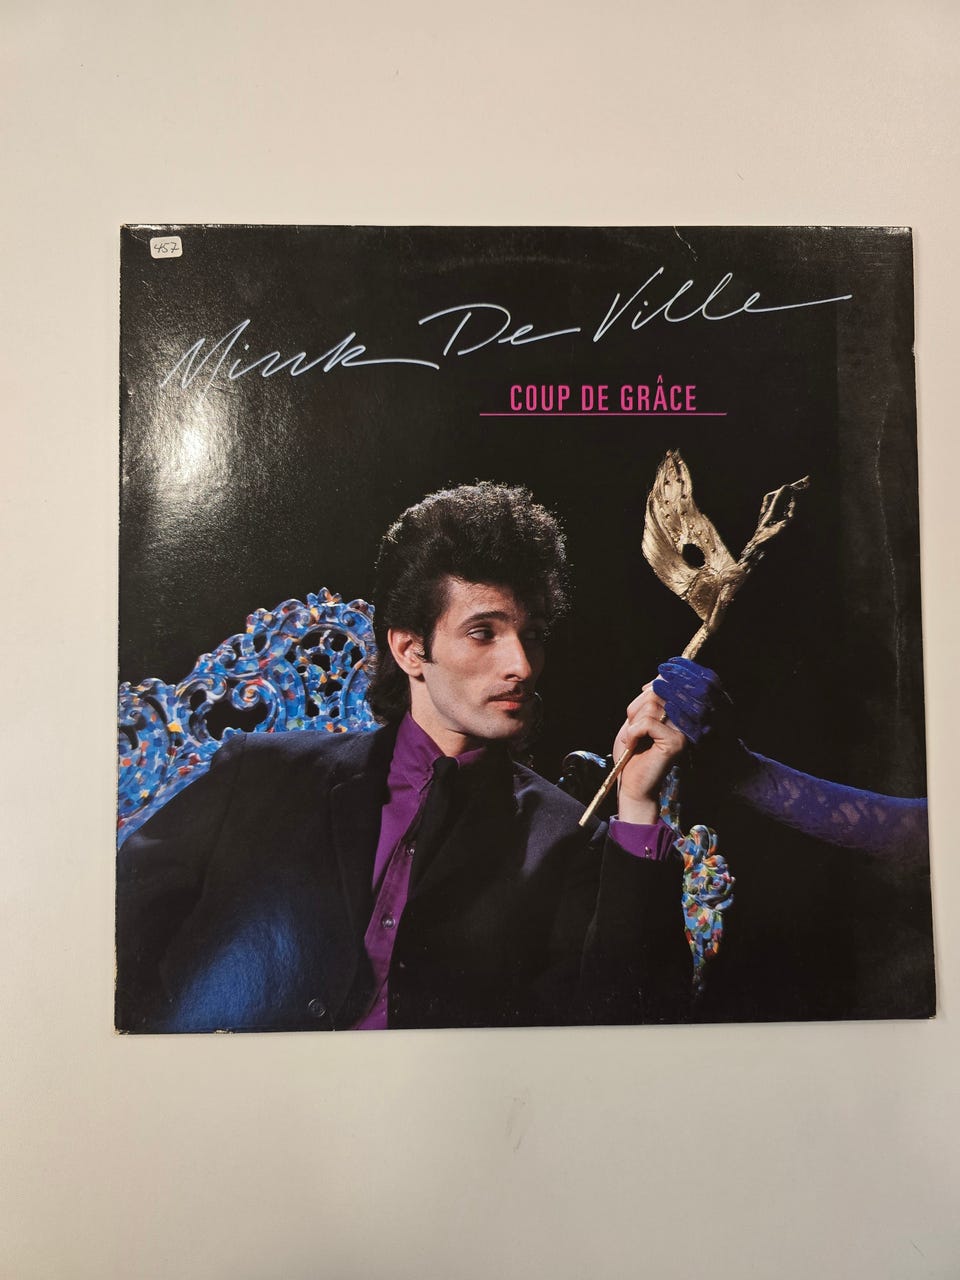 457
Mink De Ville
COUP DE GRÂCE